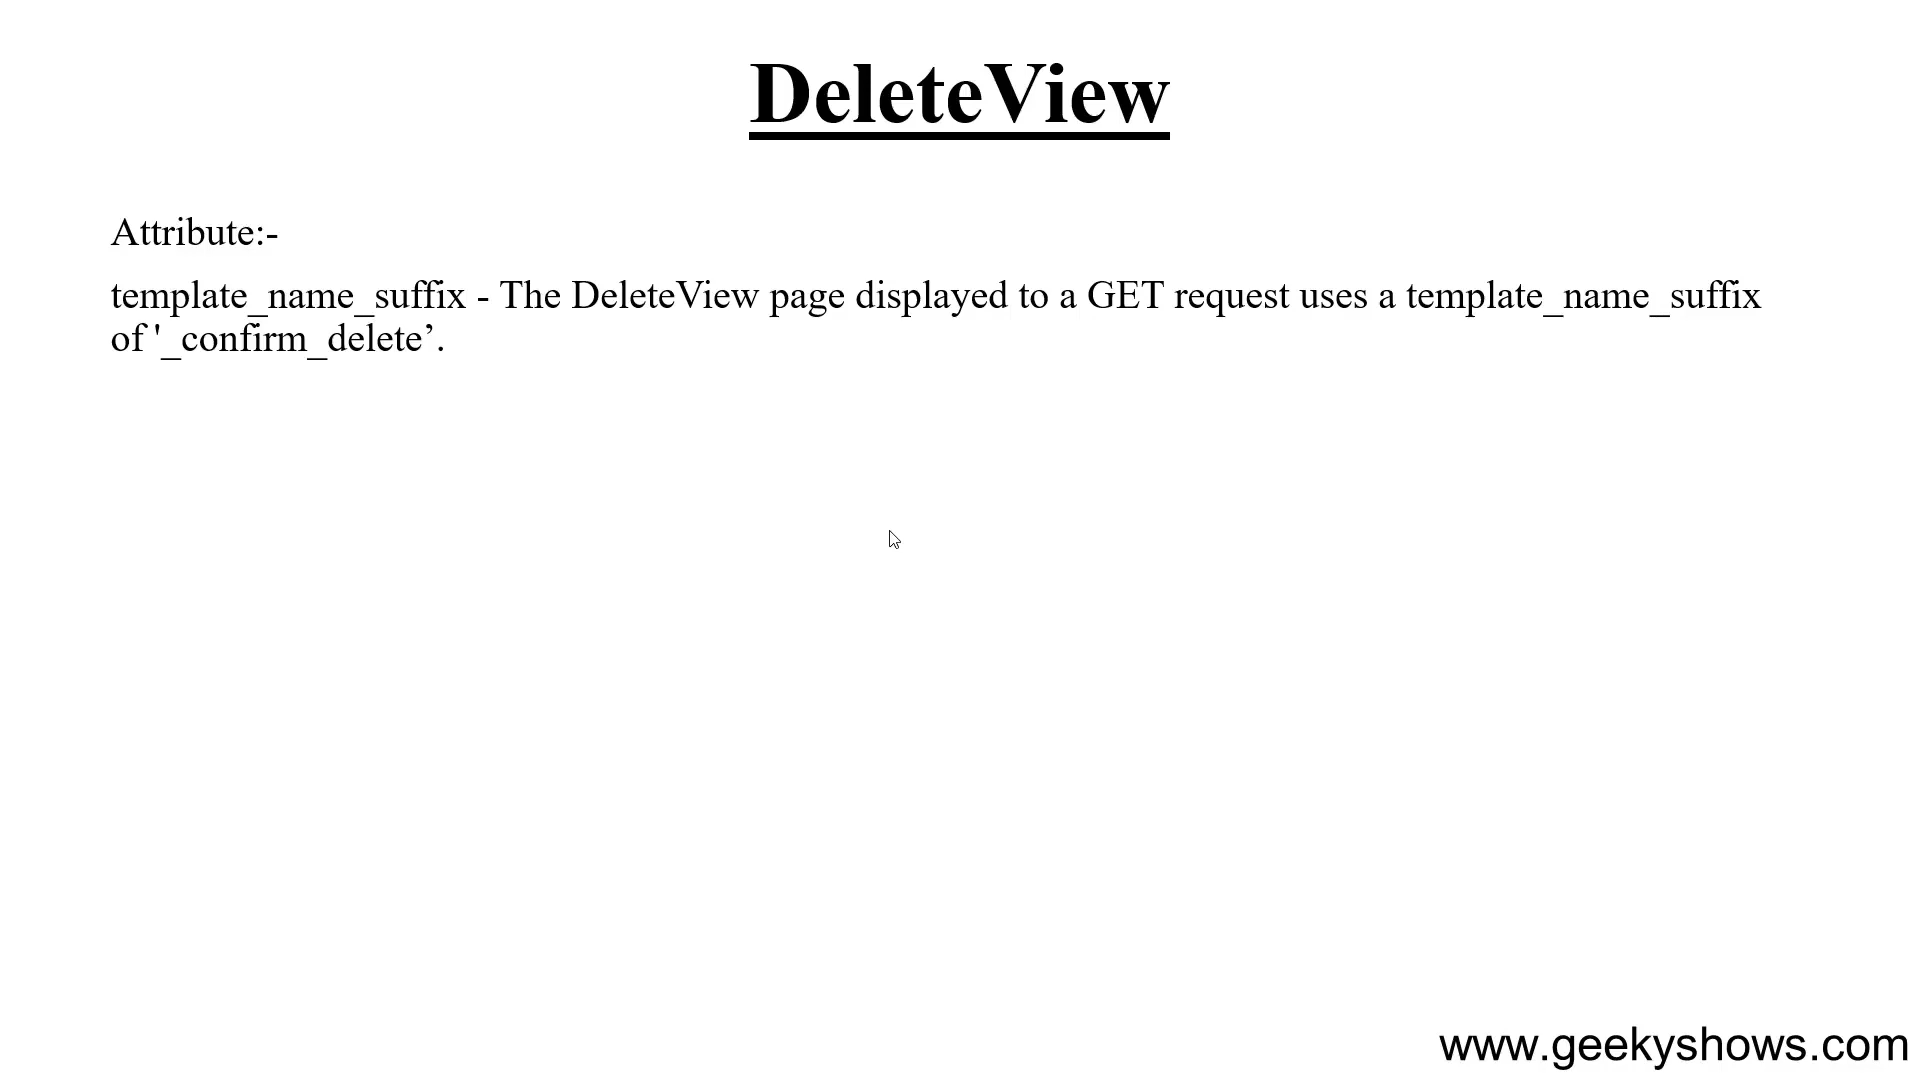 DeleteView
Attribute:-
template_name_suffix - The DeleteView page displayed to a GET request uses a template_name_suffix
of '_confirm_delete’.
www.geekyshows.com